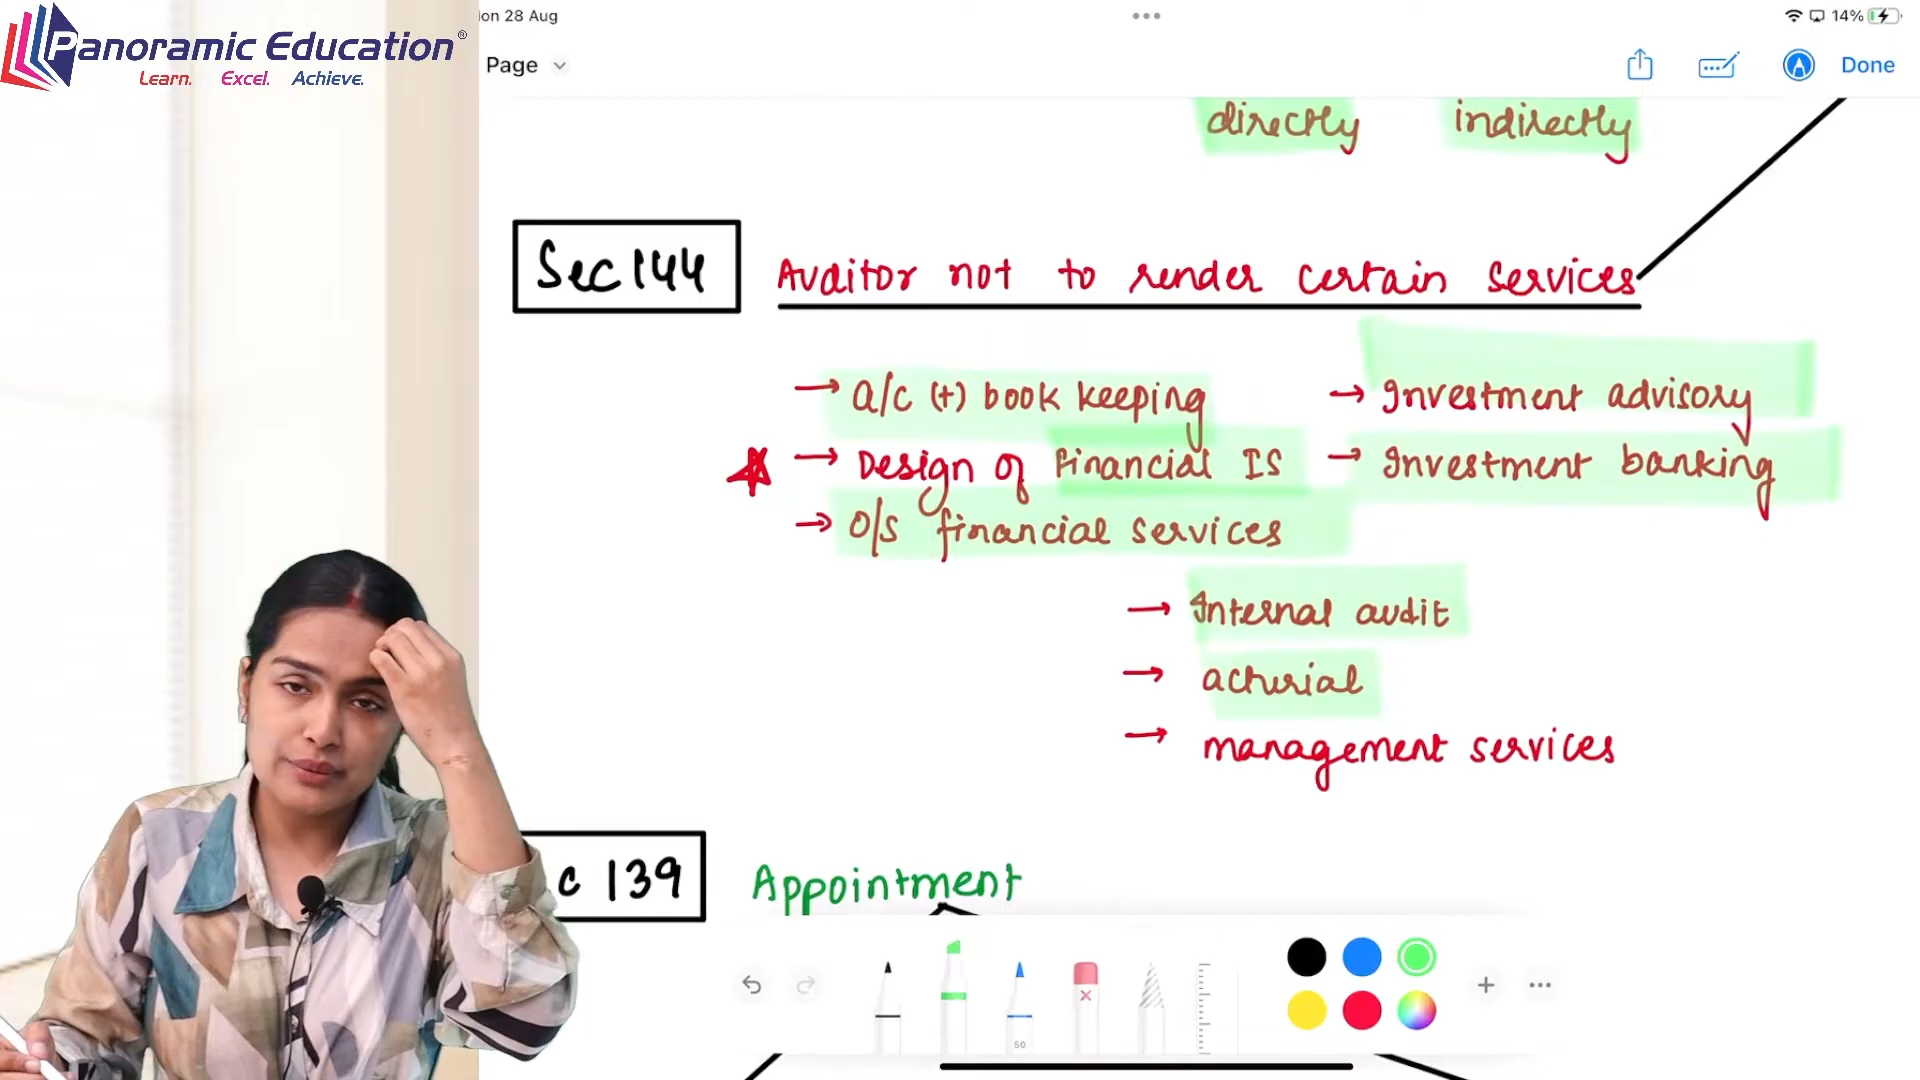 Panoramic Education®
Learn. Excel. Achieve.
Mon 28 Aug
14%
Page
Done
directly indirectly
Sec 144 Auditor not to render certain services
→ a/c (+) book keeping → Investment advisory
→ Design of Financial IS → Investment banking
→ O/S financial services
→ Internal audit
→ acturial
→ management services
c 139 Appointment
50